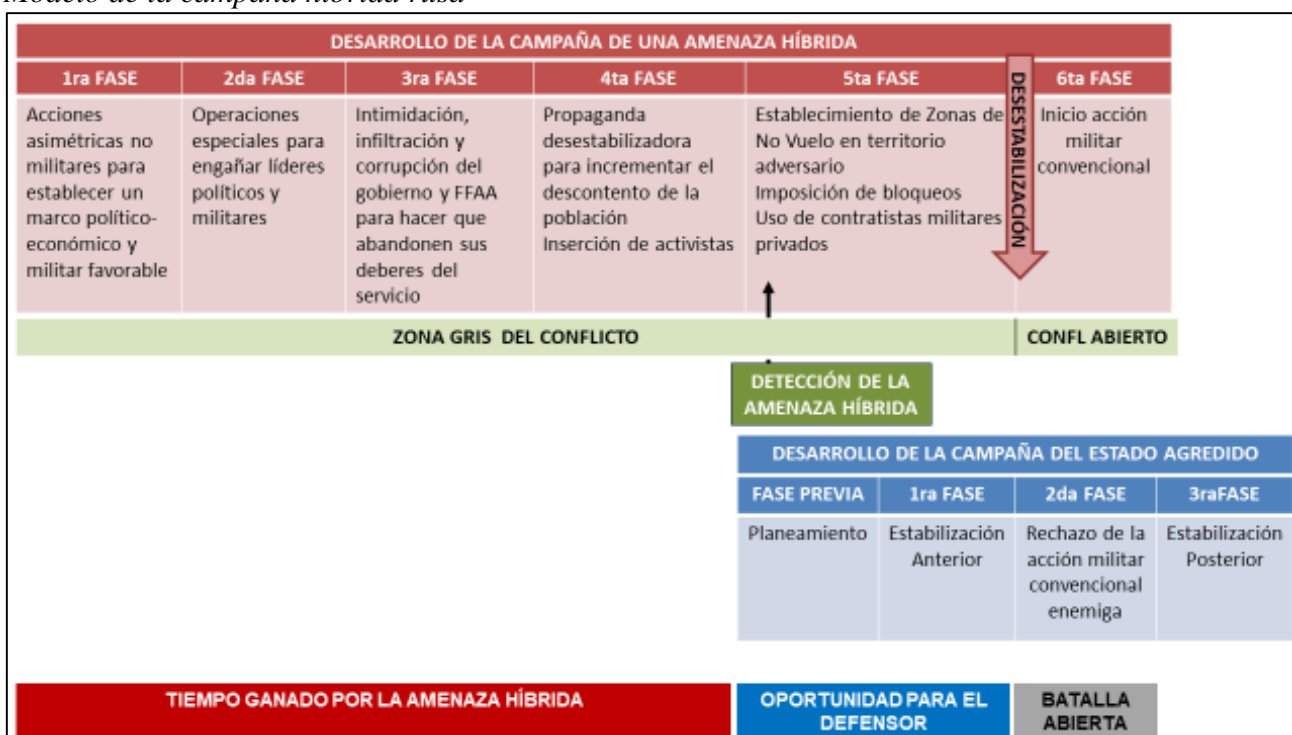 Modelo de la campaña híbrida rusa
DESARROLLO DE LA CAMPAÑA DE UNA AMENAZA HÍBRIDA
1ra FASE
2da FASE
3ra FASE
4ta FASE
5ta FASE
6ta FASE
Acciones
asimétricas no
militares para
establecer un
marco político-
económico y
militar favorable
Operaciones
especiales para
engañar líderes
políticos y
militares
Intimidación,
infiltración y
corrupción del
gobierno y FFAA
para hacer que
abandonen sus
deberes del
servicio
Propaganda
desestabilizadora
para incrementar el
descontento de la
población
Inserción de activistas
Establecimiento de Zonas de
No Vuelo en territorio
adversario
Imposición de bloqueos
Uso de contratistas militares
privados
DESESTABILIZACIÓN
Inicio acción
militar
convencional
ZONA GRIS DEL CONFLICTO
CONFL ABIERTO
DETECCIÓN DE LA
AMENAZA HÍBRIDA
DESARROLLO DE LA CAMPAÑA DEL ESTADO AGREDIDO
FASE PREVIA
1ra FASE
2da FASE
3raFASE
Planeamiento
Estabilización
Anterior
Rechazo de la
acción militar
convencional
enemiga
Estabilización
Posterior
TIEMPO GANADO POR LA AMENAZA HÍBRIDA
OPORTUNIDAD PARA EL
DEFENSOR
BATALLA
ABIERTA